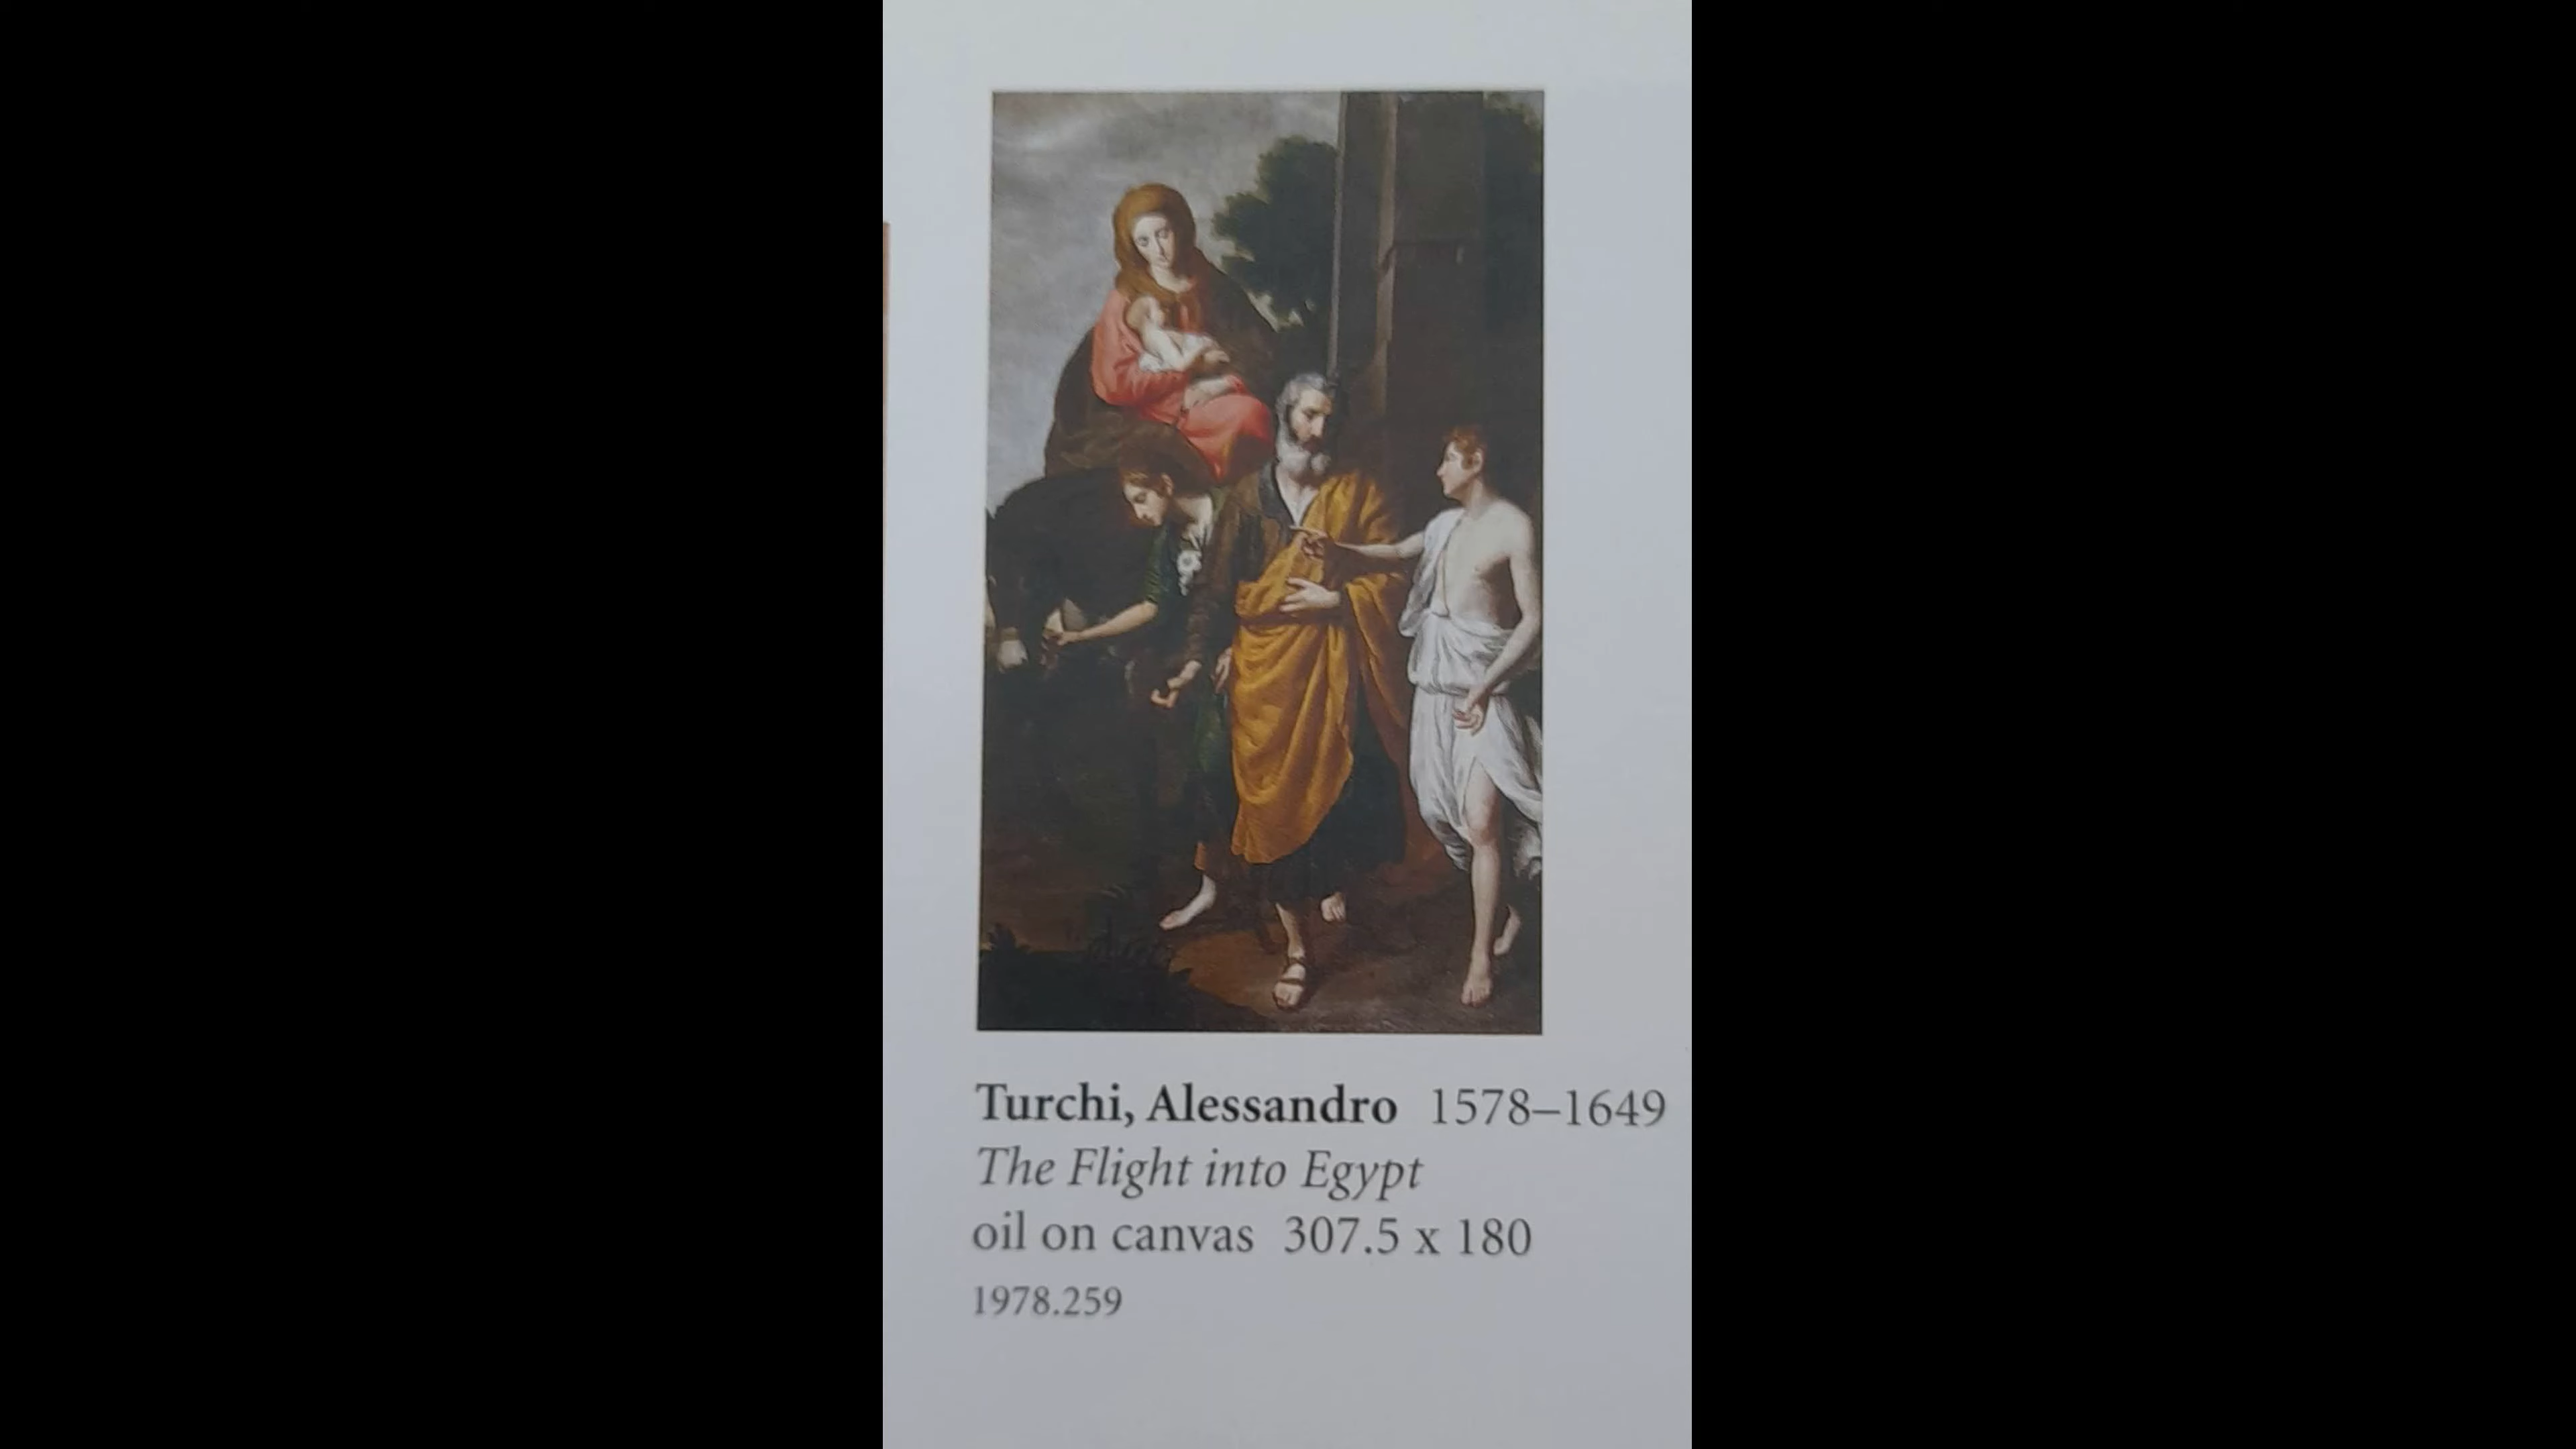 Turchi, Alessandro 1578–1649
The Flight into Egypt
oil on canvas 307.5 x 180
1978.259